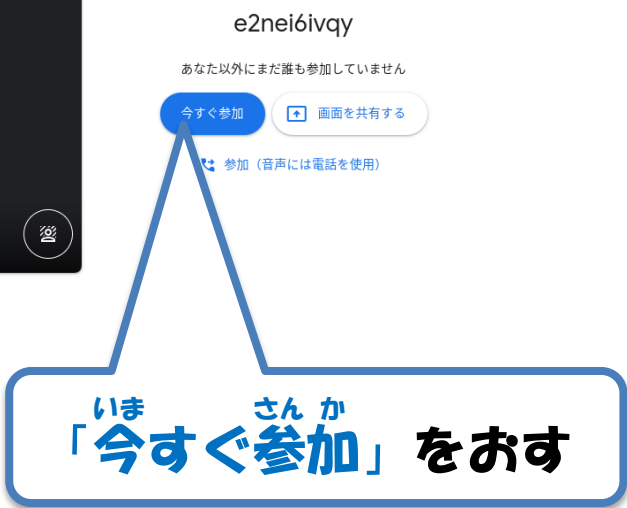 e2nei6ivqy
あなた以外にまだ誰も参加していません
今すぐ参加 画面を共有する
参加（音声には電話を使用）
いま さんか
「今すぐ参加」をおす